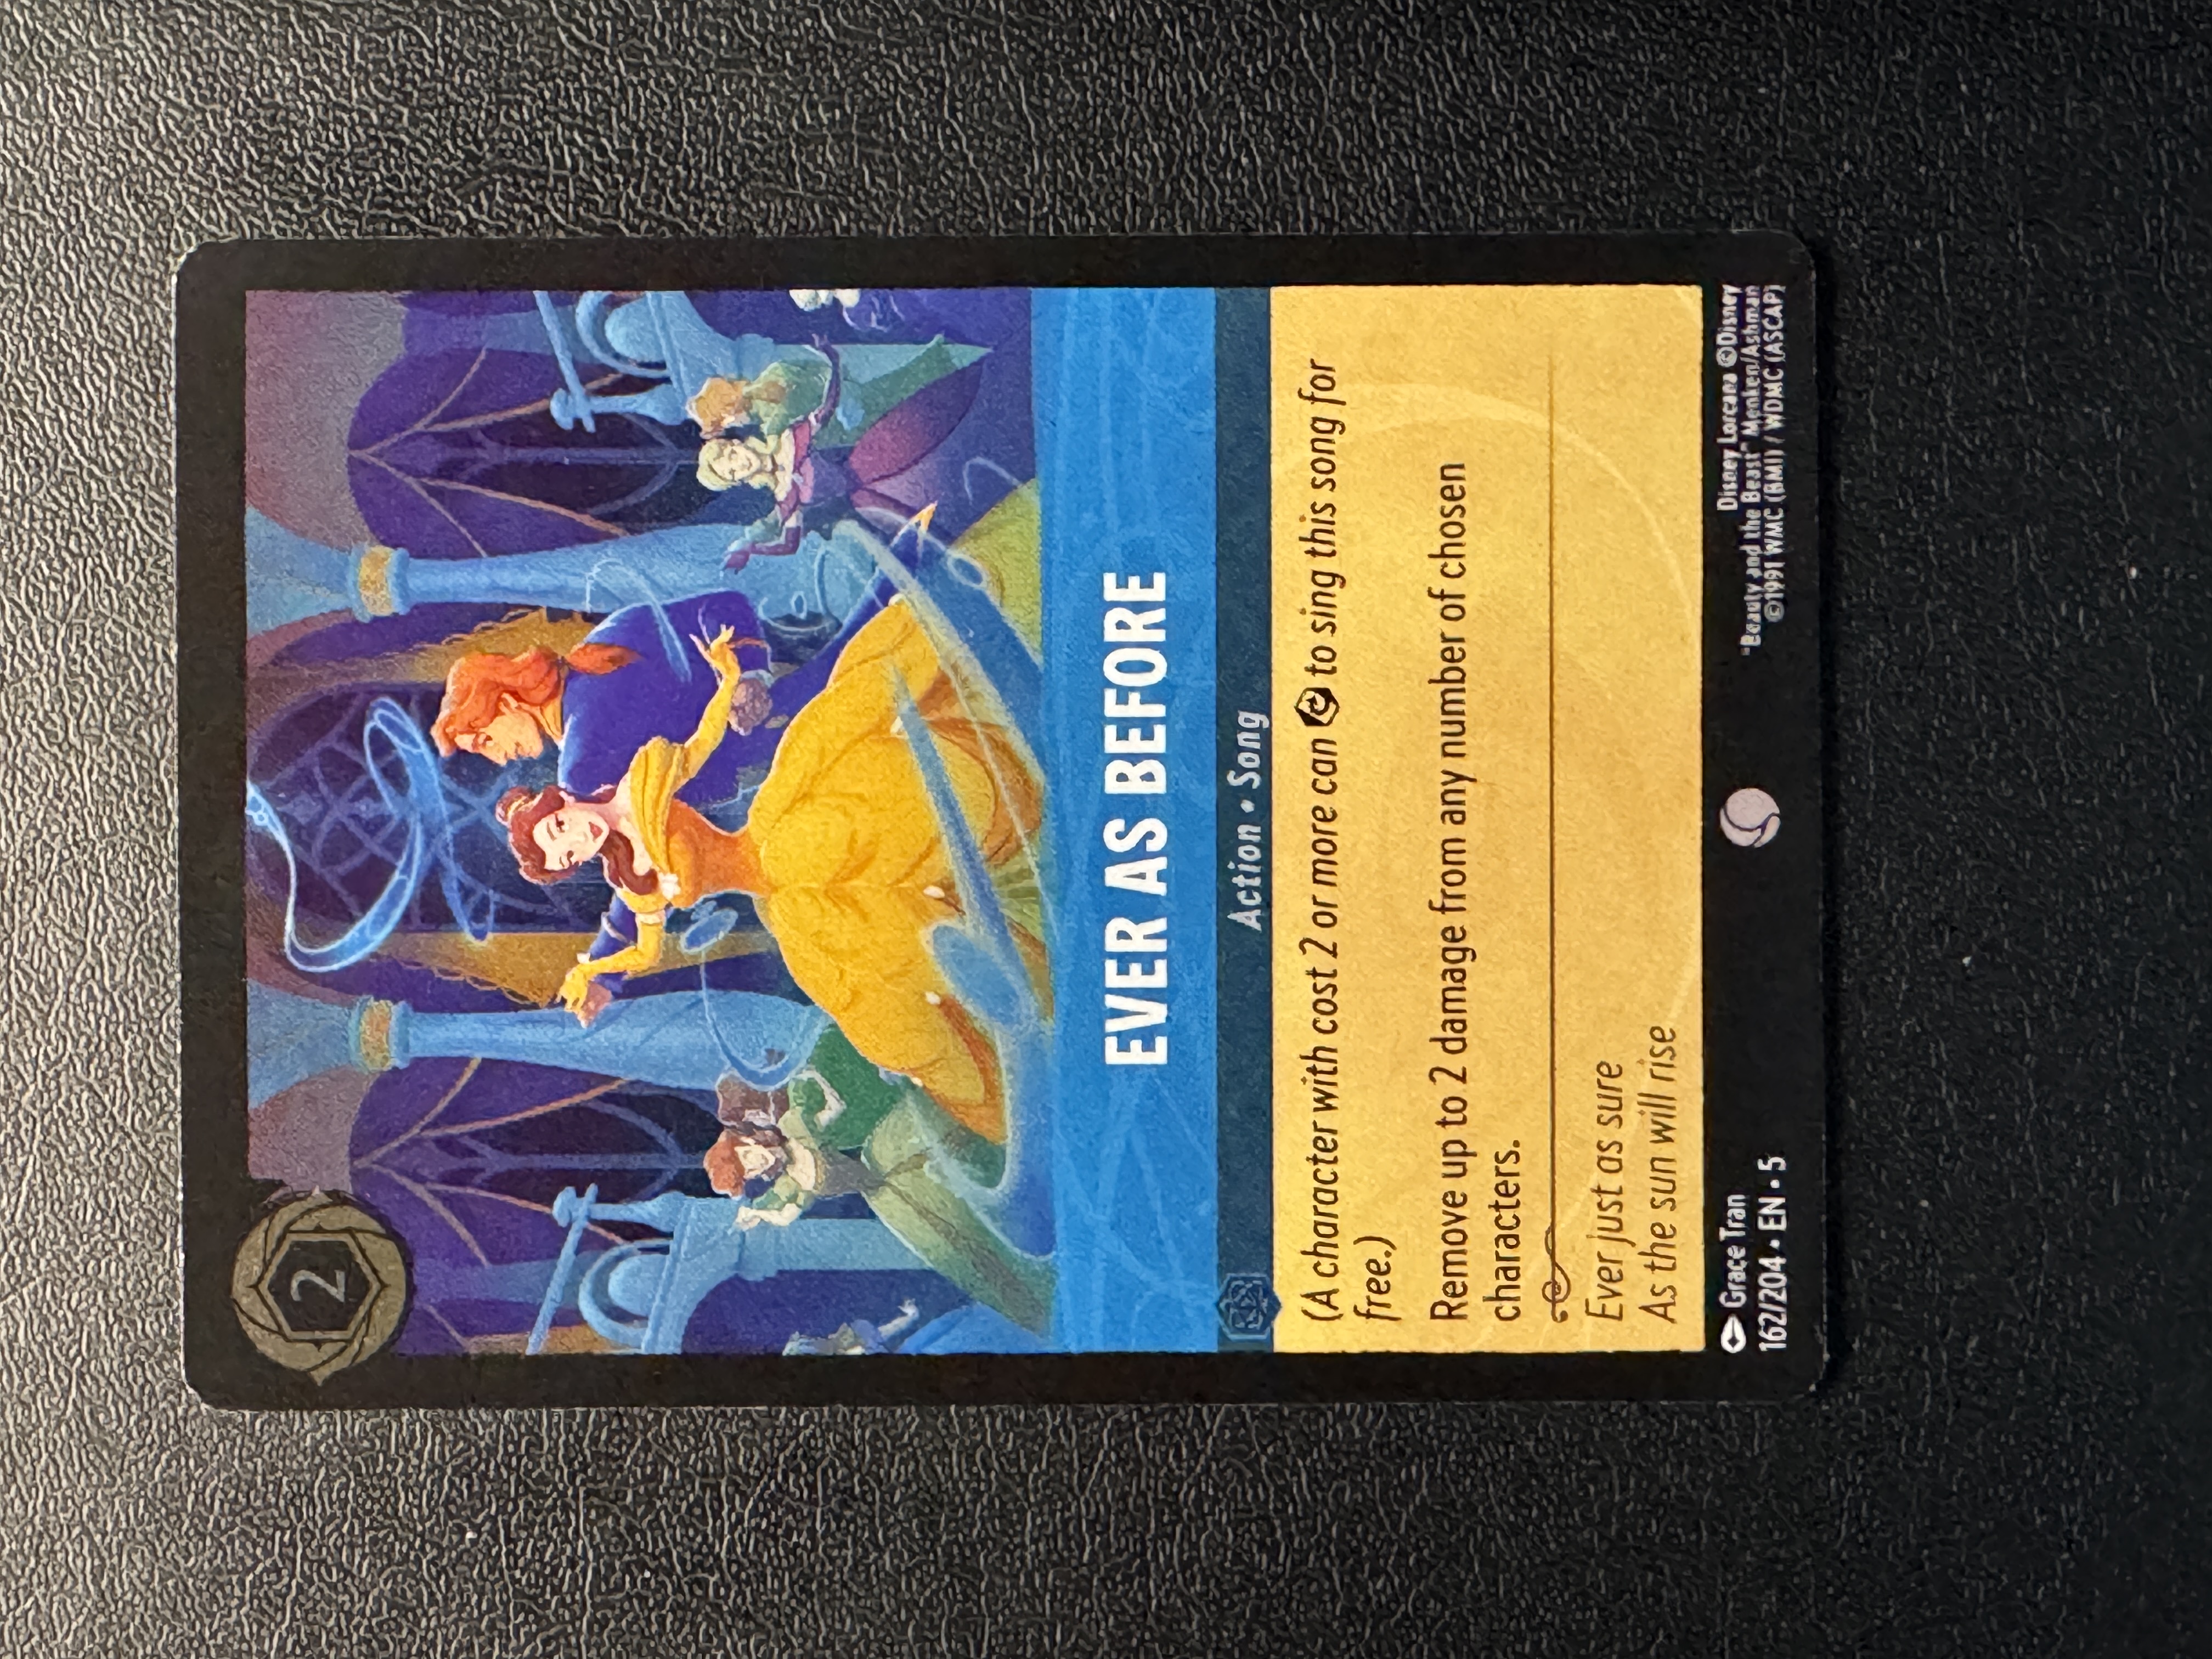 2
EVER AS BEFORE
Action • Song
(A character with cost 2 or more can to sing this song for
free.)
Remove up to 2 damage from any number of chosen
characters.
Ever just as sure
As the sun will rise
Grace Tran
162/204 • EN • 5
Disney Lorcana ©Disney
"Beauty and the Beast" Menken/Ashman
©1991 WMC (BMI) / WDMC (ASCAP)